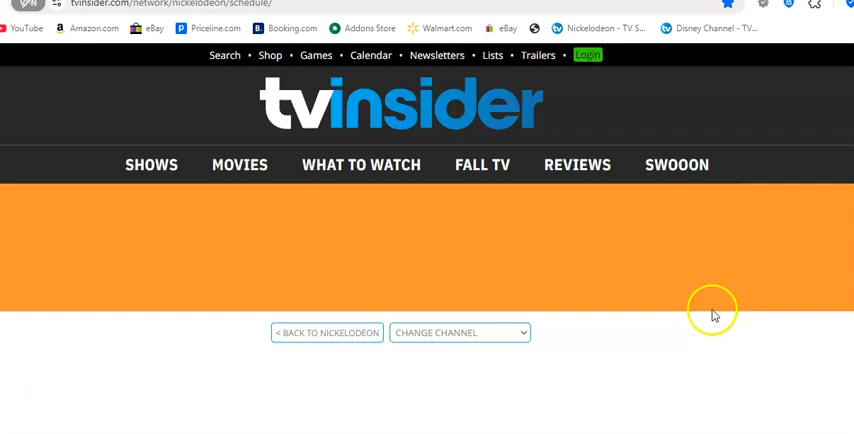 VPN tvinsider.com/network/nickelodeon/schedule/
YouTube Amazon.com eBay Priceline.com Booking.com Addons Store Walmart.com eBay Nickelodeon - TV S... Disney Channel - TV...
Search • Shop • Games • Calendar • Newsletters • Lists • Trailers • Login
tvinsider
SHOWS MOVIES WHAT TO WATCH FALL TV REVIEWS SWOOON
< BACK TO NICKELODEON CHANGE CHANNEL